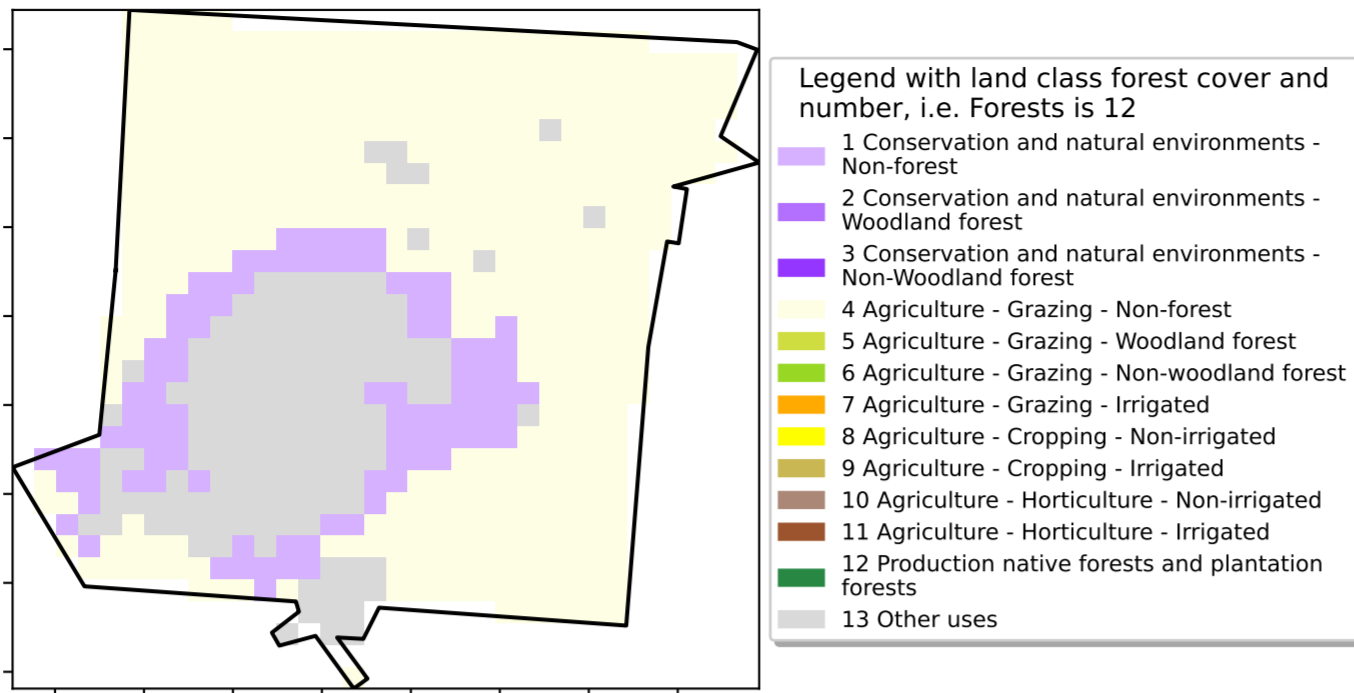 Legend with land class forest cover and
number, i.e. Forests is 12
1 Conservation and natural environments -
Non-forest
2 Conservation and natural environments -
Woodland forest
3 Conservation and natural environments -
Non-Woodland forest
4 Agriculture - Grazing - Non-forest
5 Agriculture - Grazing - Woodland forest
6 Agriculture - Grazing - Non-woodland forest
7 Agriculture - Grazing - Irrigated
8 Agriculture - Cropping - Non-irrigated
9 Agriculture - Cropping - Irrigated
10 Agriculture - Horticulture - Non-irrigated
11 Agriculture - Horticulture - Irrigated
12 Production native forests and plantation
forests
13 Other uses